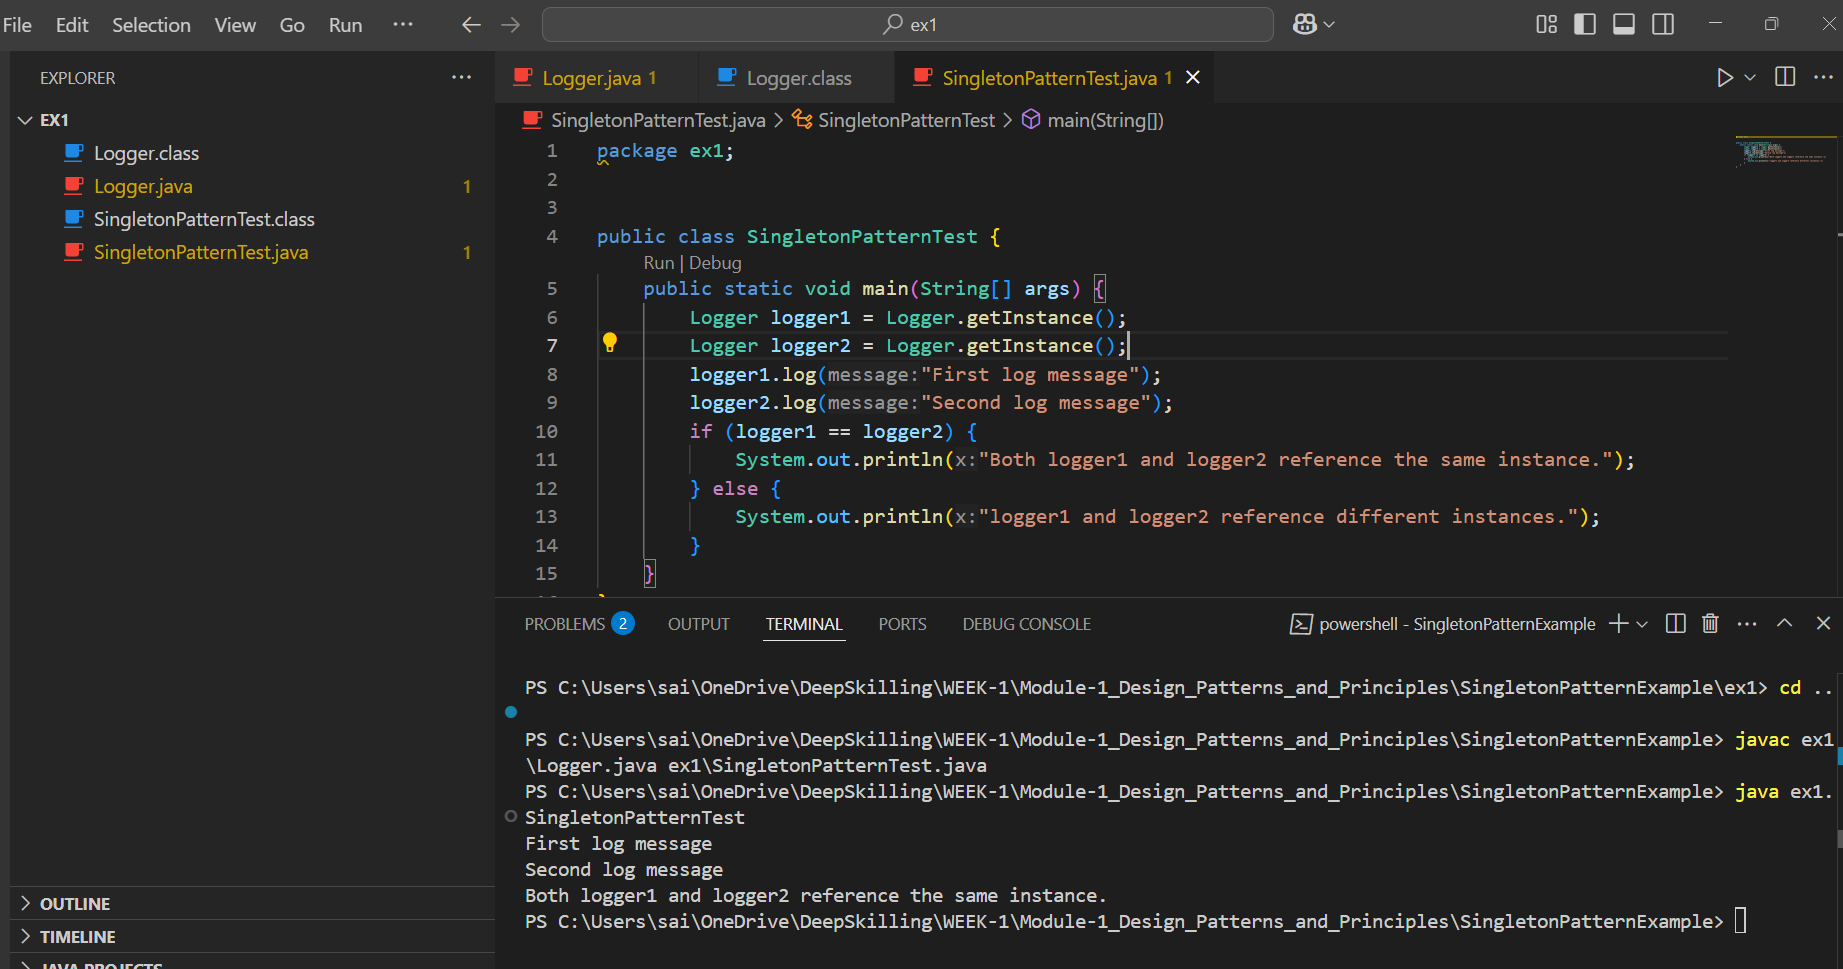 File Edit Selection View Go Run ··· ex1
EXPLORER ···
EX1
Logger.class
Logger.java 1
SingletonPatternTest.class
SingletonPatternTest.java 1
OUTLINE
TIMELINE
JAVA PROJECTS
Logger.java 1 Logger.class SingletonPatternTest.java 1
SingletonPatternTest.java > SingletonPatternTest > main(String[])
1 package ex1;
2
3
4 public class SingletonPatternTest {
Run | Debug
5 public static void main(String[] args) {
6 Logger logger1 = Logger.getInstance();
7 Logger logger2 = Logger.getInstance();
8 logger1.log(message:"First log message");
9 logger2.log(message:"Second log message");
10 if (logger1 == logger2) {
11 System.out.println(x:"Both logger1 and logger2 reference the same instance.");
12 } else {
13 System.out.println(x:"logger1 and logger2 reference different instances.");
14 }
15 }
PROBLEMS 2 OUTPUT TERMINAL PORTS DEBUG CONSOLE powershell - SingletonPatternExample
PS C:\Users\sai\OneDrive\DeepSkilling\WEEK-1\Module-1_Design_Patterns_and_Principles\SingletonPatternExample\ex1> cd ..
PS C:\Users\sai\OneDrive\DeepSkilling\WEEK-1\Module-1_Design_Patterns_and_Principles\SingletonPatternExample> javac ex1
\Logger.java ex1\SingletonPatternTest.java
PS C:\Users\sai\OneDrive\DeepSkilling\WEEK-1\Module-1_Design_Patterns_and_Principles\SingletonPatternExample> java ex1.
SingletonPatternTest
First log message
Second log message
Both logger1 and logger2 reference the same instance.
PS C:\Users\sai\OneDrive\DeepSkilling\WEEK-1\Module-1_Design_Patterns_and_Principles\SingletonPatternExample>